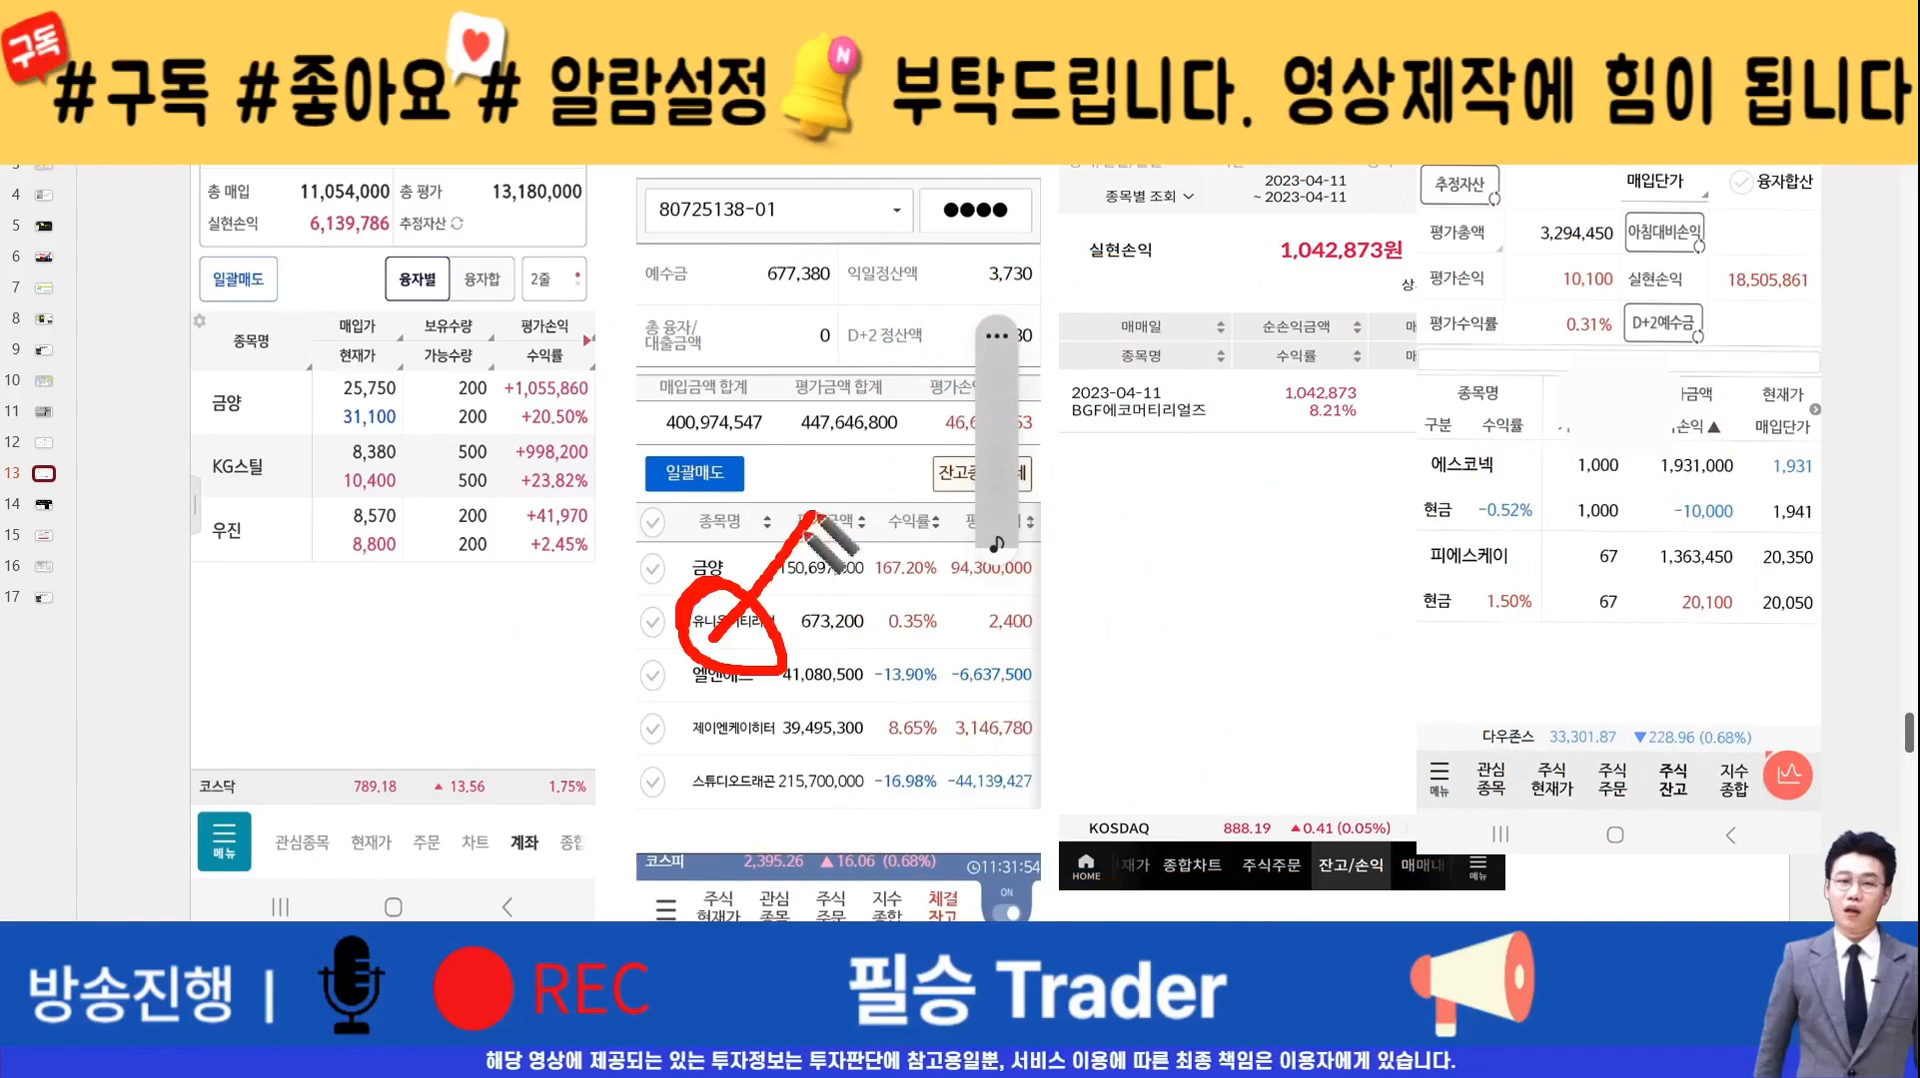 구독
#구독 #좋아요 # 알람설정 부탁드립니다. 영상제작에 힘이 됩니다
N
4
5
6
7
8
9
10
11
12
13
14
15
16
17
총 매입 11,054,000 총 평가 13,180,000
실현손익 6,139,786 추정자산
일괄매도 융자별 융자합 2줄
종목명 매입가 보유수량 평가손익
현재가 가능수량 수익률
금양 25,750 200 +1,055,860
31,100 200 +20.50%
KG스틸 8,380 500 +998,200
10,400 500 +23.82%
우진 8,570 200 +41,970
8,800 200 +2.45%
코스닥 789.18 ▲ 13.56 1.75%
메뉴 관심종목 현재가 주문 차트 계좌 종합
80725138-01 ●●●●
예수금 677,380 익일정산액 3,730
총 융자/
대출금액 0 D+2 정산액
매입금액 합계 평가금액 합계
400,974,547 447,646,800
일괄매도
종목명 수익률
금양 167.20% 94,300,000
673,200 0.35% 2,400
41,080,500 -13.90% -6,637,500
제이엔케이히터 39,495,300 8.65% 3,146,780
스튜디오드래곤 215,700,000 -16.98% -44,139,427
코스피 2,395.26 ▲ 16.06 (0.68%) 11:31:54
주식 관심 주식 지수 체결
현재가 종목 주문 종합 잔고
ON
종목별 조회 2023-04-11
~ 2023-04-11
실현손익 1,042,873원
매매일 순손익금액
종목명 수익률
2023-04-11 1,042,873
BGF에코머티리얼즈 8.21%
KOSDAQ 888.19 ▲0.41 (0.05%)
HOME 종합차트 주식주문 잔고/손익 메뉴
추정자산 매입단가 융자합산
평가총액 3,294,450 아침대비손익
평가손익 10,100 실현손익 18,505,861
평가수익률 0.31% D+2예수금
종목명 현재가
구분 수익률 매입단가
에스코넥 1,000 1,931,000 1,931
현금 -0.52% 1,000 -10,000 1,941
피에스케이 67 1,363,450 20,350
현금 1.50% 67 20,100 20,050
다우존스 33,301.87 ▼228.96 (0.68%)
메뉴 관심 주식 주식 주식 지수
종목 현재가 주문 잔고 종합
방송진행 | REC 필승 Trader
해당 영상에 제공되는 있는 투자정보는 투자판단에 참고용일뿐, 서비스 이용에 따른 최종 책임은 이용자에게 있습니다.